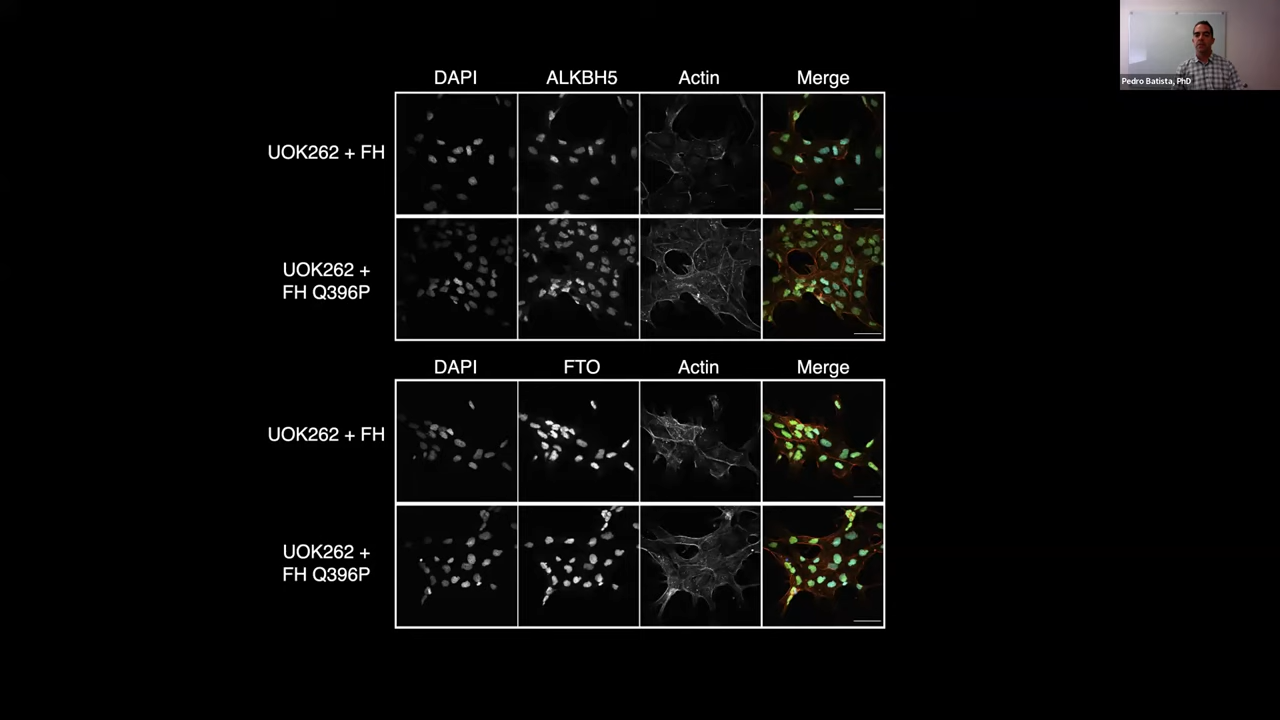 Pedro Batista, PhD
DAPI ALKBH5 Actin Merge
UOK262 + FH
UOK262 +
FH Q396P
DAPI FTO Actin Merge
UOK262 + FH
UOK262 +
FH Q396P